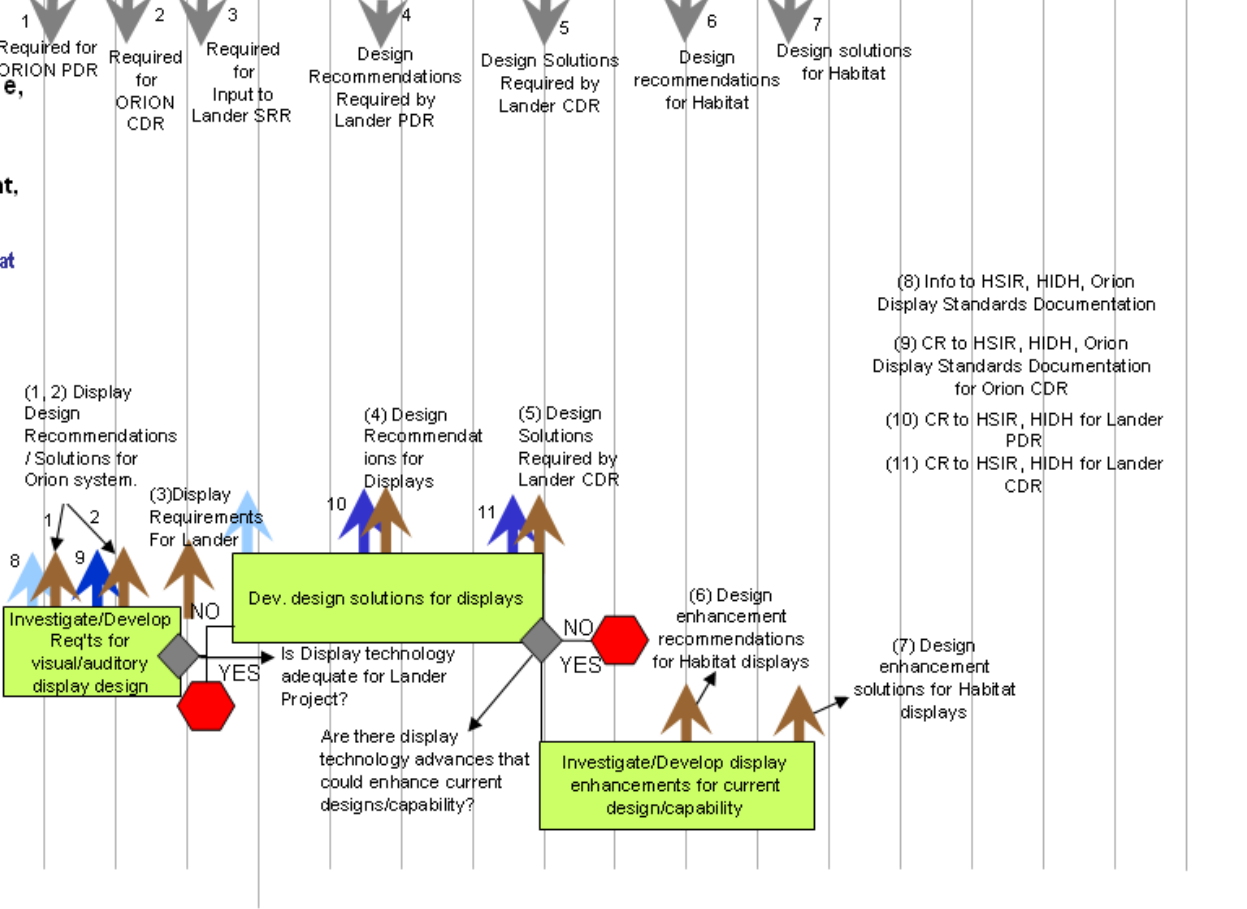 1
2
3
4
5
6
7
Required for
ORION PDR
Required
for
ORION
CDR
Required
for
Input to
Lander SRR
Design
Recommendations
Required by
Lander PDR
Design Solutions
Required by
Lander CDR
Design
recommendations
for Habitat
Design solutions
for Habitat
e,
nt,
at
(8) Info to HSIR, HIDH, Orion
Display Standards Documentation
(9) CR to HSIR, HIDH, Orion
Display Standards Documentation
for Orion CDR
(10) CR to HSIR, HIDH for Lander
PDR
(11) CR to HSIR, HIDH for Lander
CDR
(1, 2) Display
Design
Recommendations
/ Solutions for
Orion system.
(3)Display
Requirements
For Lander
(4) Design
Recommendat
ions for
Displays
(5) Design
Solutions
Required by
Lander CDR
10
11
1
2
8
9
Investigate/Develop
Req'ts for
visual/auditory
display design
NO
YES
Dev. design solutions for displays
Is Display technology
adequate for Lander
Project?
NO
YES
Are there display
technology advances that
could enhance current
designs/capability?
(6) Design
enhancement
recommendations
for Habitat displays
(7) Design
enhancement
solutions for Habitat
displays
Investigate/Develop display
enhancements for current
design/capability